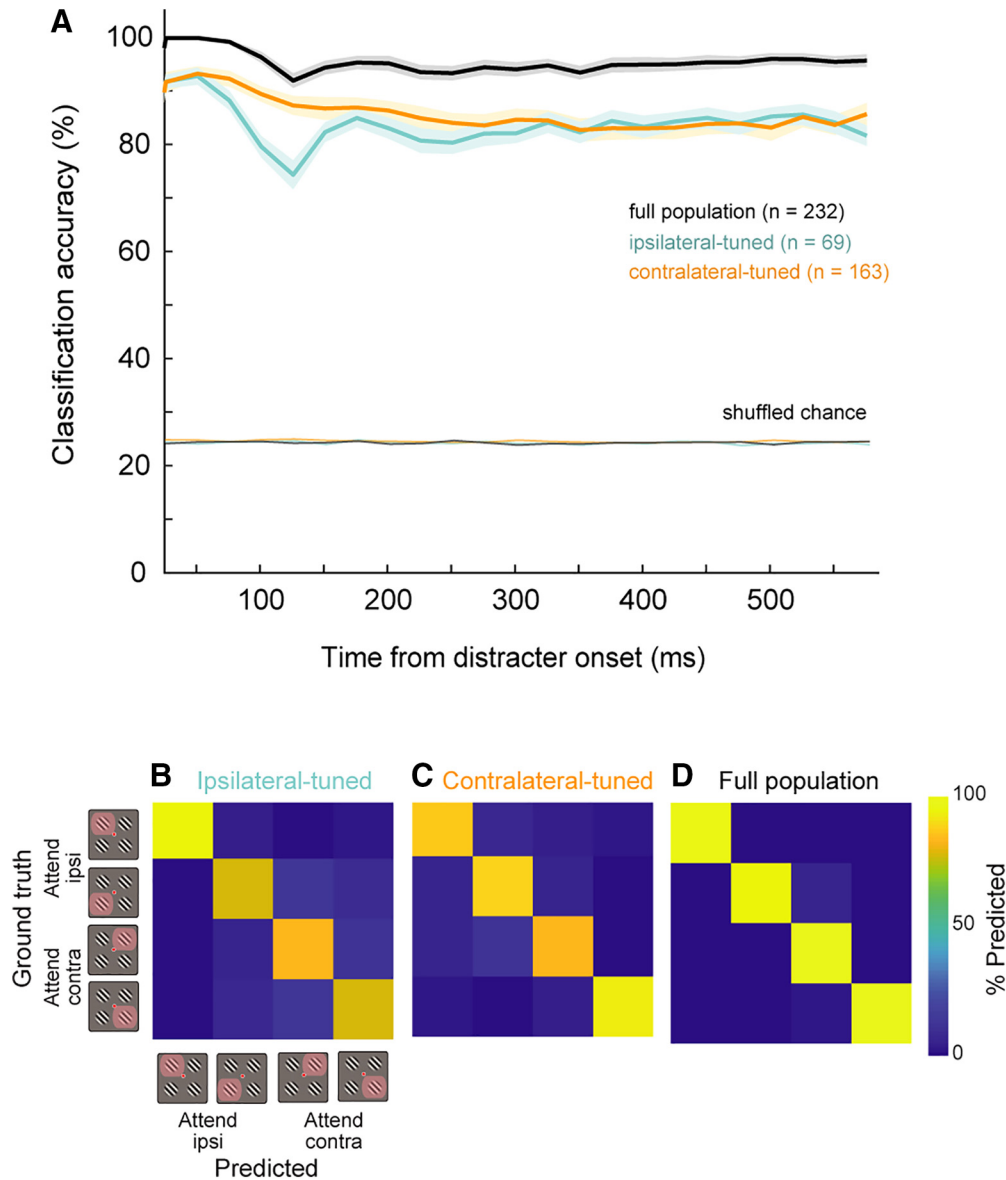 A
100
80
60
40
20
0
Classification accuracy (%)
full population (n = 232)
ipsilateral-tuned (n = 69)
contralateral-tuned (n = 163)
shuffled chance
100 200 300 400 500
Time from distracter onset (ms)
B Ipsilateral-tuned
C Contralateral-tuned
D Full population
Ground truth
Attend
ipsi
Attend
contra
100
50
0
% Predicted
Attend
ipsi
Attend
contra
Predicted